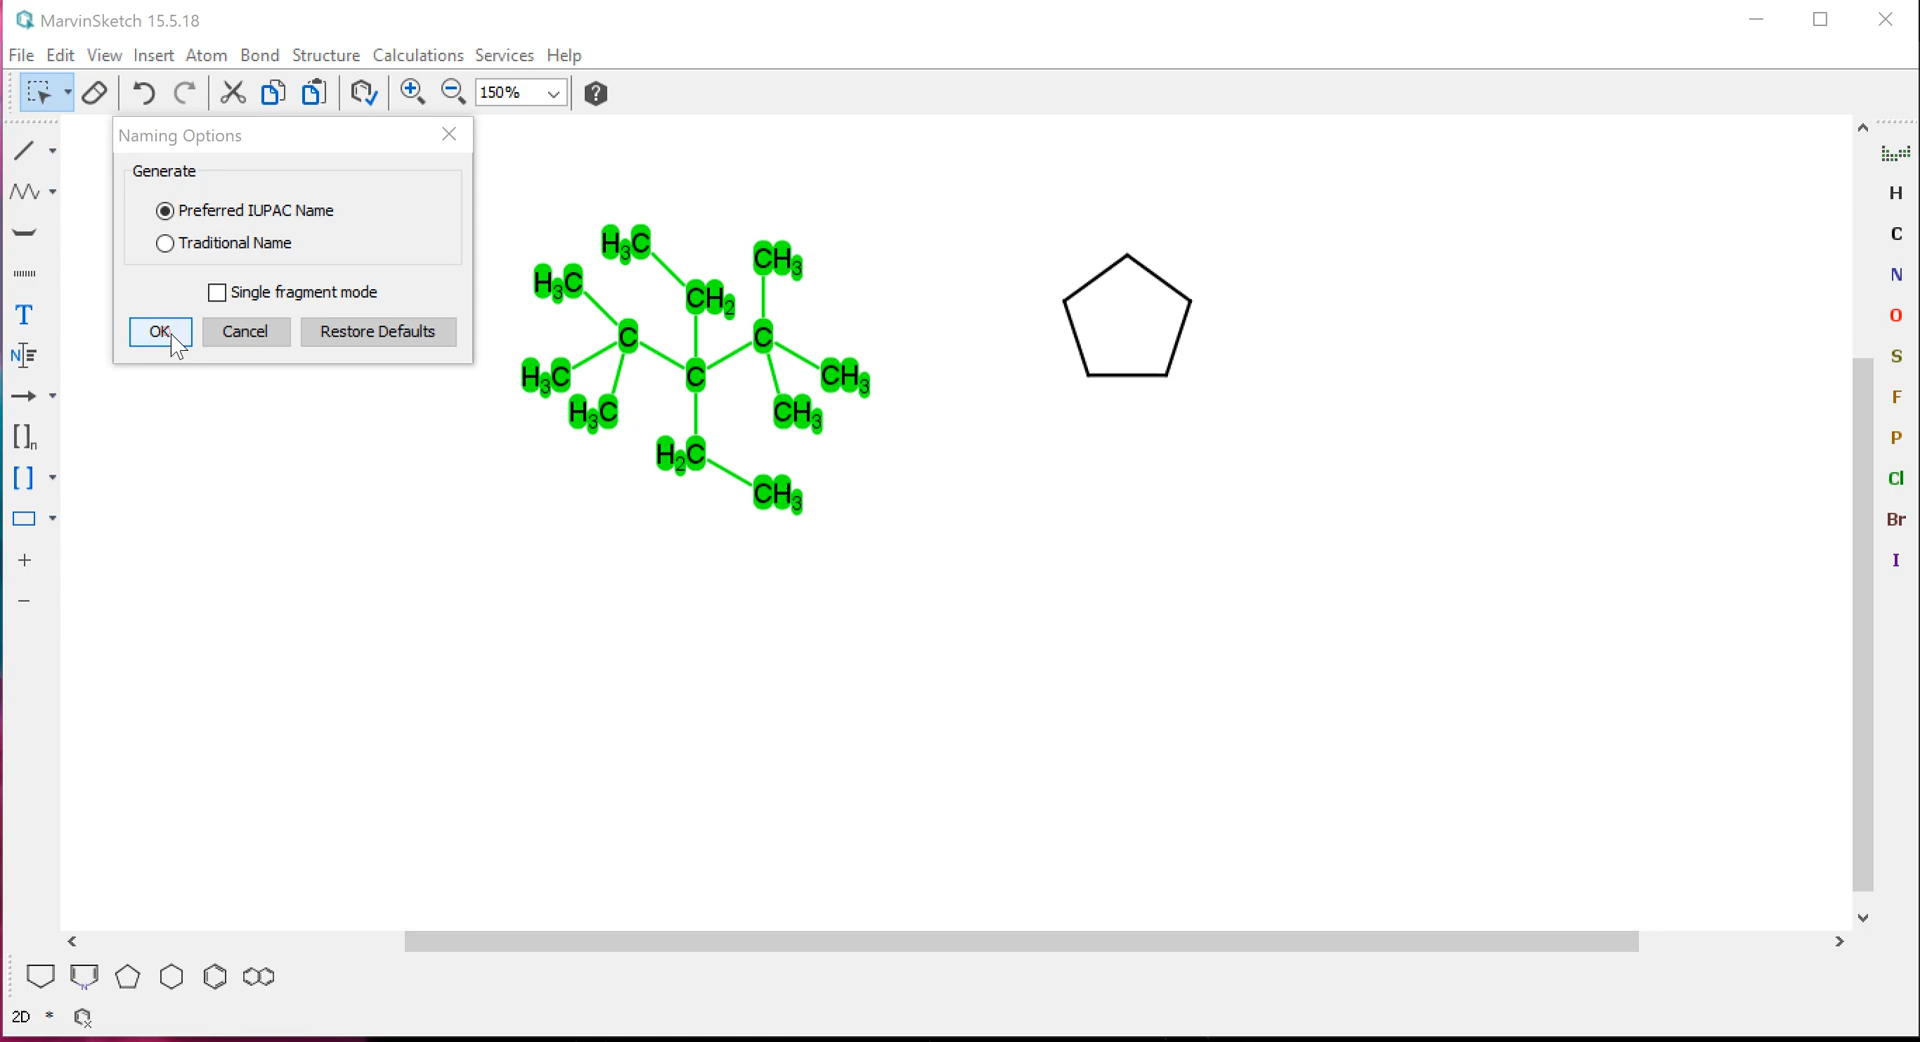 MarvinSketch 15.5.18
File Edit View Insert Atom Bond Structure Calculations Services Help
150%
Naming Options
Generate
Preferred IUPAC Name
Traditional Name
Single fragment mode
OK Cancel Restore Defaults
H3C
CH3
H3C
CH2
C C
C
H3C CH3
H3C CH3
H2C
CH3
T
N
[ ]n
[ ]
H
C
N
O
S
F
P
Cl
Br
I
N
2D *